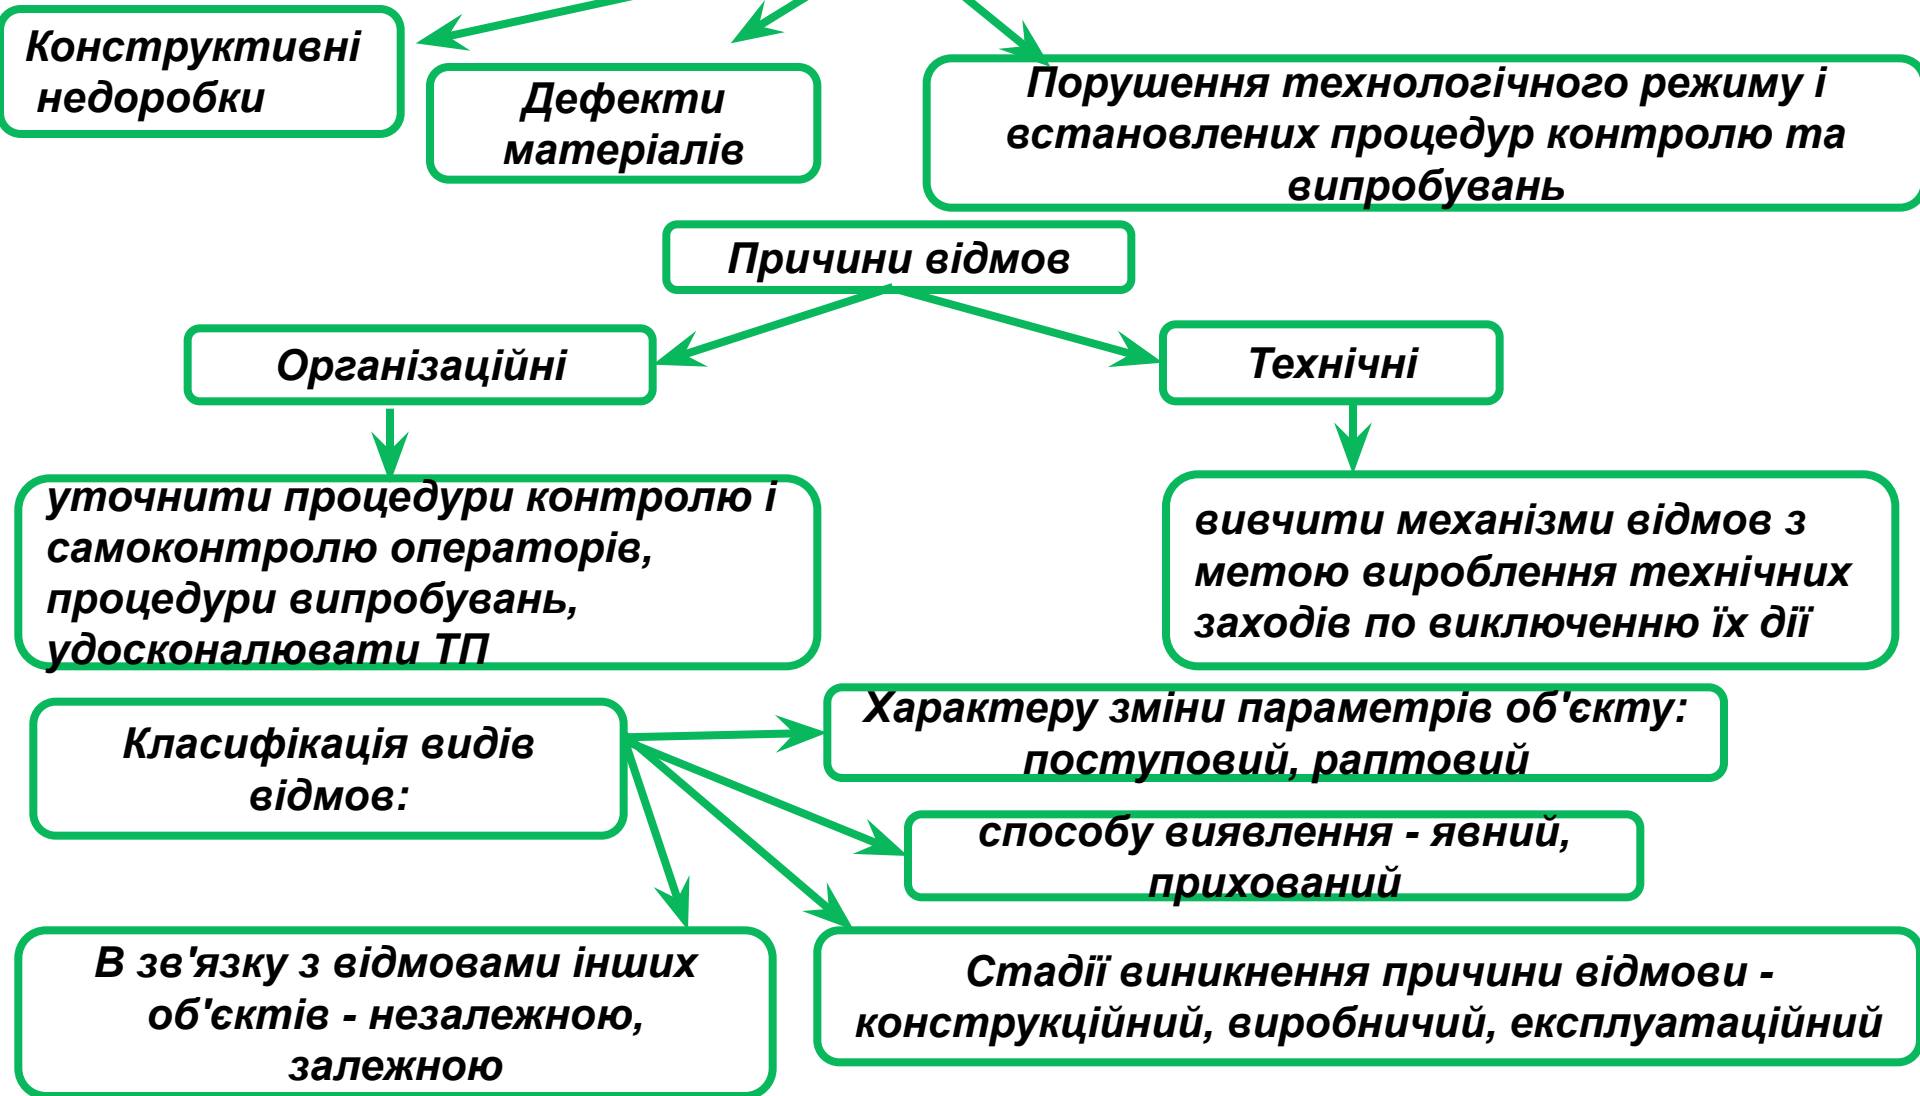 Конструктивні
недоробки
Дефекти
матеріалів
Порушення технологічного режиму і
встановлених процедур контролю та
випробувань
Причини відмов
Організаційні
Технічні
уточнити процедури контролю і
самоконтролю операторів,
процедури випробувань,
удосконалювати ТП
вивчити механізми відмов з
метою вироблення технічних
заходів по виключенню їх дії
Класифікація видів
відмов:
Характеру зміни параметрів об'єкту:
поступовий, раптовий
способу виявлення - явний,
прихований
В зв'язку з відмовами інших
об'єктів - незалежною,
залежною
Стадії виникнення причини відмови -
конструкційний, виробничий, експлуатаційний